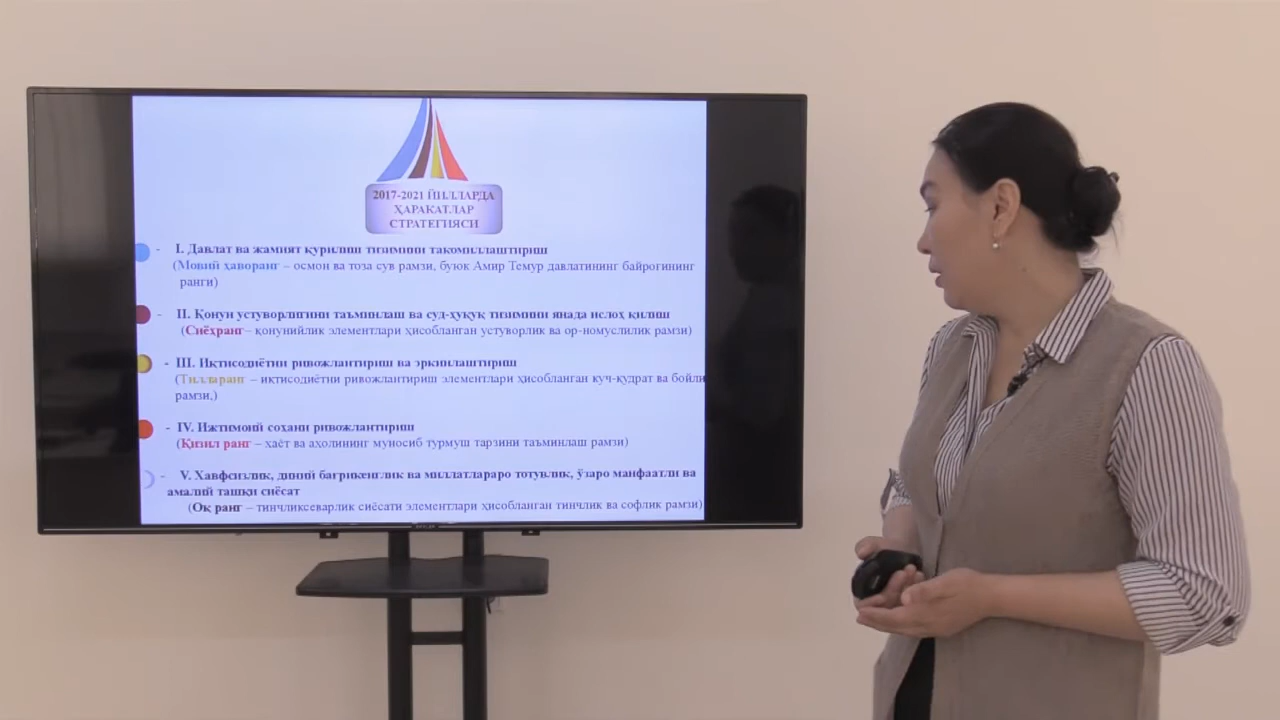 2017-2021 ЙИЛЛАРДА
ҲАРАКАТЛАР
СТРАТЕГИЯСИ
- I. Давлат ва жамият қурилиш тизимини такомиллаштириш
(Мовий ҳаворанг – осмон ва тоза сув рамзи, буюк Амир Темур давлатининг байроғининг
ранги)
- II. Қонун устуворлигини таъминлаш ва суд-ҳуқуқ тизимини янада ислоҳ қилиш
(Сиёҳранг – қонунийлик элементлари ҳисобланган устуворлик ва ор-номуслилик рамзи)
- III. Иқтисодиётни ривожлантириш ва эркинлаштириш
(Тилларанг – иқтисодиётни ривожлантириш элементлари ҳисобланган куч-қудрат ва бойли
рамзи,)
- IV. Ижтимоий соҳани ривожлантириш
(Қизил ранг – ҳаёт ва аҳолининг муносиб турмуш тарзини таъминлаш рамзи)
- V. Хавфсизлик, диний бағрикенглик ва миллатлараро тотувлик, ўзаро манфаатли ва
амалий ташқи сиёсат
(Оқ ранг – тинчликсеварлик сиёсати элементлари ҳисобланган тинчлик ва софлик рамзи)